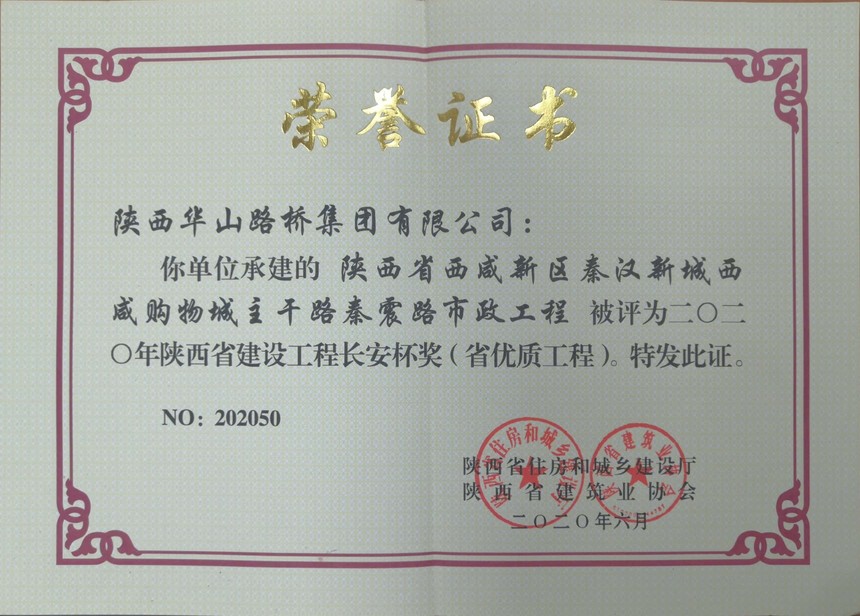 荣誉证书
陕西华山路桥集团有限公司：
你单位承建的 陕西省西咸新区秦汉新城西
咸购物城主干路秦震路市政工程 被评为二〇二
〇年陕西省建设工程长安杯奖（省优质工程）。特发此证。
NO：202050
陕西省住房和城乡建设厅
陕西省建筑业协会
二〇二〇年六月